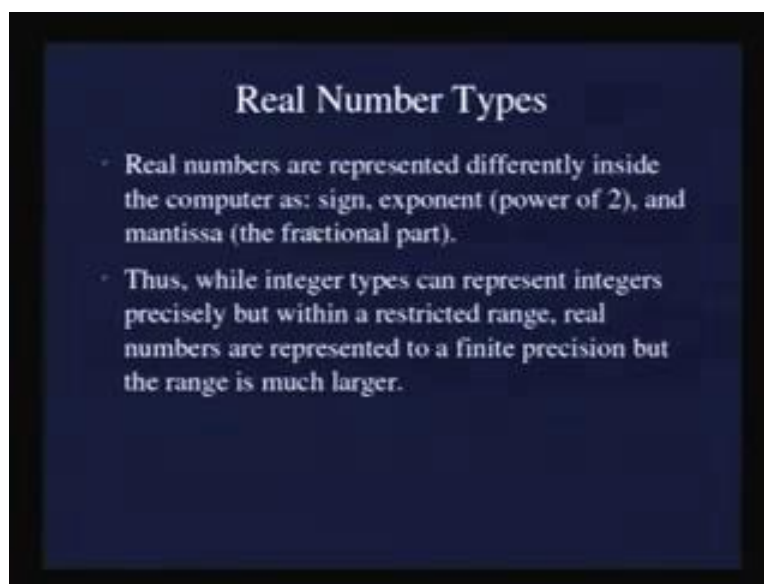 Real Number Types
Real numbers are represented differently inside
the computer as: sign, exponent (power of 2), and
mantissa (the fractional part).
Thus, while integer types can represent integers
precisely but within a restricted range, real
numbers are represented to a finite precision but
the range is much larger.